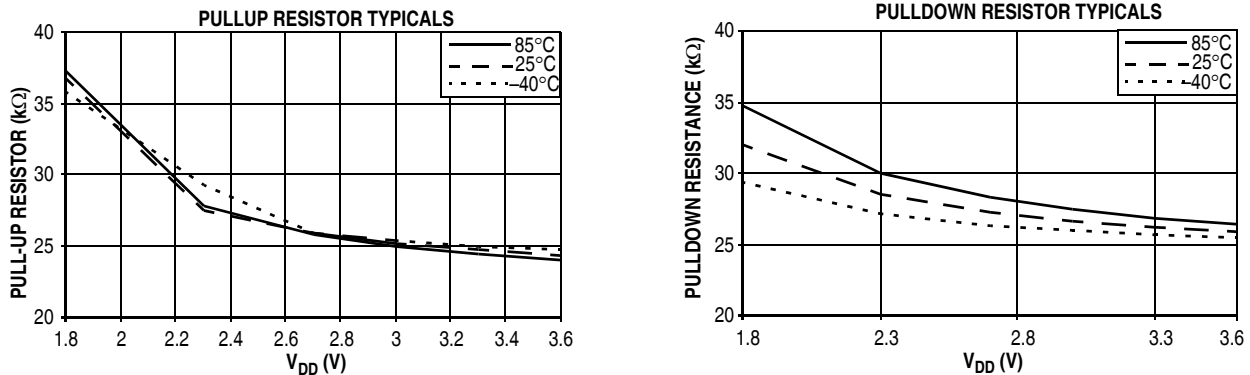 PULLUP RESISTOR TYPICALS
PULL-UP RESISTOR (kΩ)
40
35
30
25
20
85°C
25°C
–40°C
1.8 2 2.2 2.4 2.6 2.8 3 3.2 3.4 3.6
VDD (V)
PULLDOWN RESISTOR TYPICALS
PULLDOWN RESISTANCE (kΩ)
40
35
30
25
20
85°C
25°C
–40°C
1.8 2.3 2.8 3.3 3.6
VDD (V)